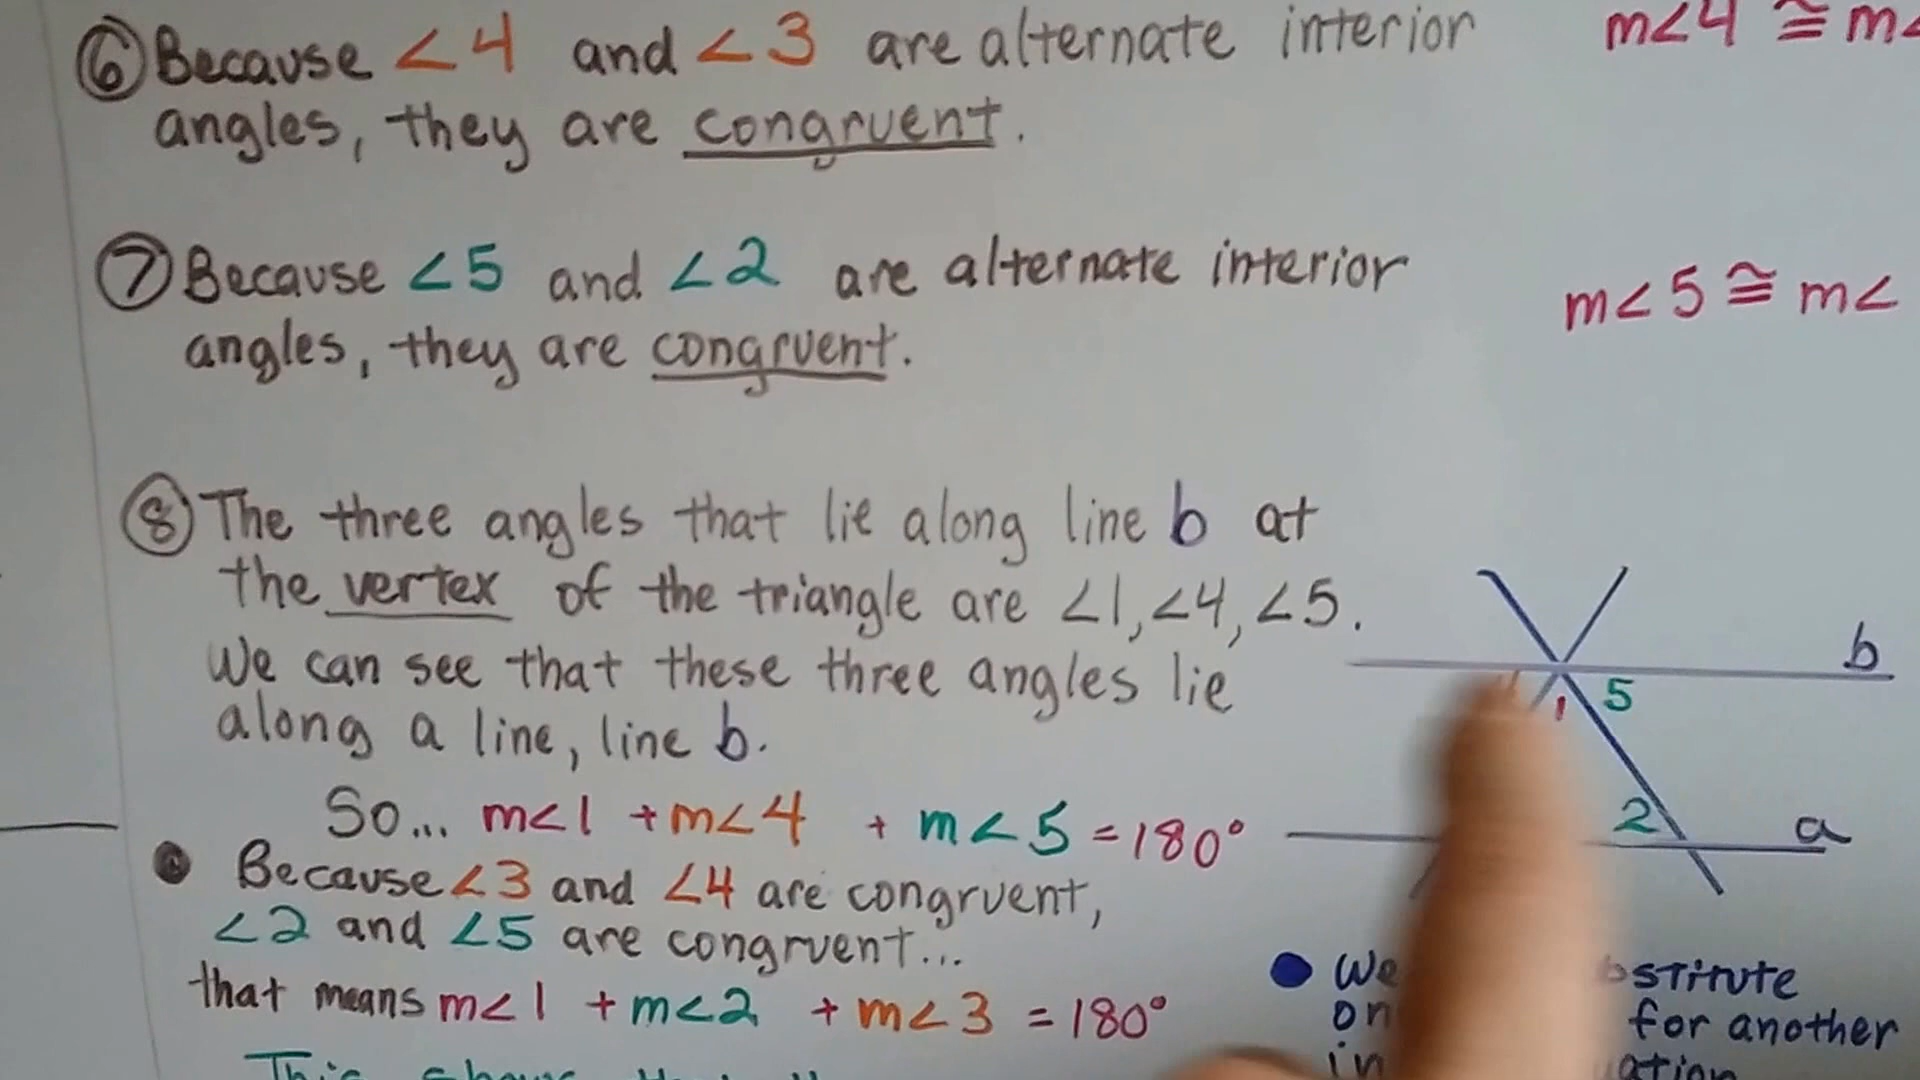 ⑥ Because ∠4 and ∠3 are alternate interior
angles, they are congruent.
m∠4 ≅ m∠
⑦ Because ∠5 and ∠2 are alternate interior
angles, they are congruent.
m∠5 ≅ m∠
⑧ The three angles that lie along line b at
the vertex of the triangle are ∠1, ∠4, ∠5.
We can see that these three angles lie
along a line, line b.
So... m∠1 + m∠4 + m∠5 = 180°
Because ∠3 and ∠4 are congruent,
∠2 and ∠5 are congruent...
that means m∠1 + m∠2 + m∠3 = 180°
b
1 5
2 a
We
for another
in